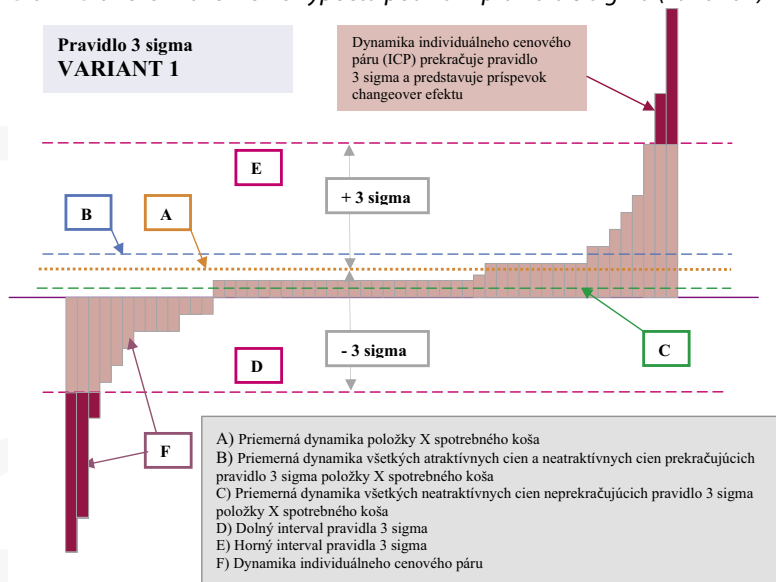 Pravidlo 3 sigma
VARIANT 1
Dynamika individuálneho cenového
páru (ICP) prekračuje pravidlo
3 sigma a predstavuje príspevok
changeover efektu
E
+ 3 sigma
B
A
- 3 sigma
D
C
F
A) Priemerná dynamika položky X spotrebného koša
B) Priemerná dynamika všetkých atraktívnych cien a neatraktívnych cien prekračujúcich
pravidlo 3 sigma položky X spotrebného koša
C) Priemerná dynamika všetkých neatraktívnych cien neprekračujúcich pravidlo 3 sigma
položky X spotrebného koša
D) Dolný interval pravidla 3 sigma
E) Horný interval pravidla 3 sigma
F) Dynamika individuálneho cenového páru